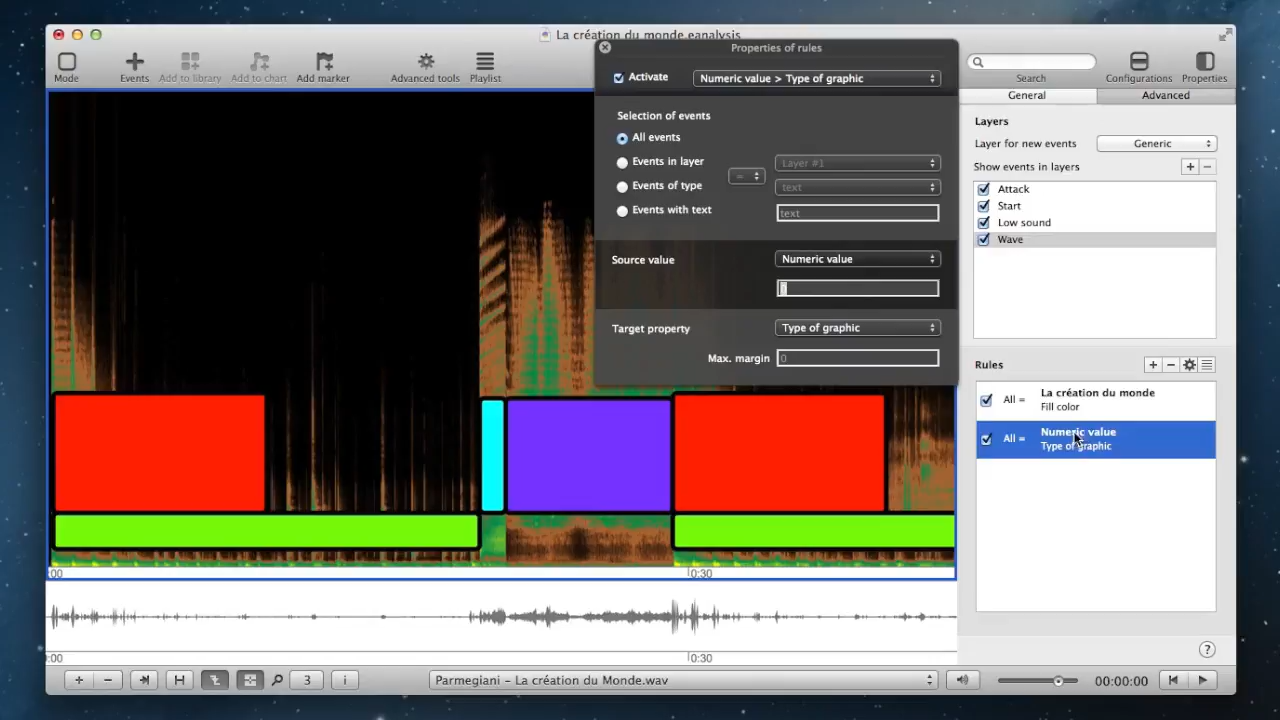 La création du monde.eanalysis
Mode
Events
Add to library
Add to chart
Add marker
Advanced tools
Playlist
Search
Configurations
Properties
Properties of rules
Activate
Numeric value > Type of graphic
Selection of events
All events
Events in layer
Layer #1
=
Events of type
text
Events with text
text
Source value
Numeric value
Target property
Type of graphic
Max. margin
0
General
Advanced
Layers
Layer for new events
Generic
Show events in layers
+ −
Attack
Start
Low sound
Wave
Rules
+ −
All =
La création du monde
Fill color
All =
Numeric value
Type of graphic
:00
0:30
:00
0:30
?
+ −
3
i
Parmegiani - La création du Monde.wav
00:00:00